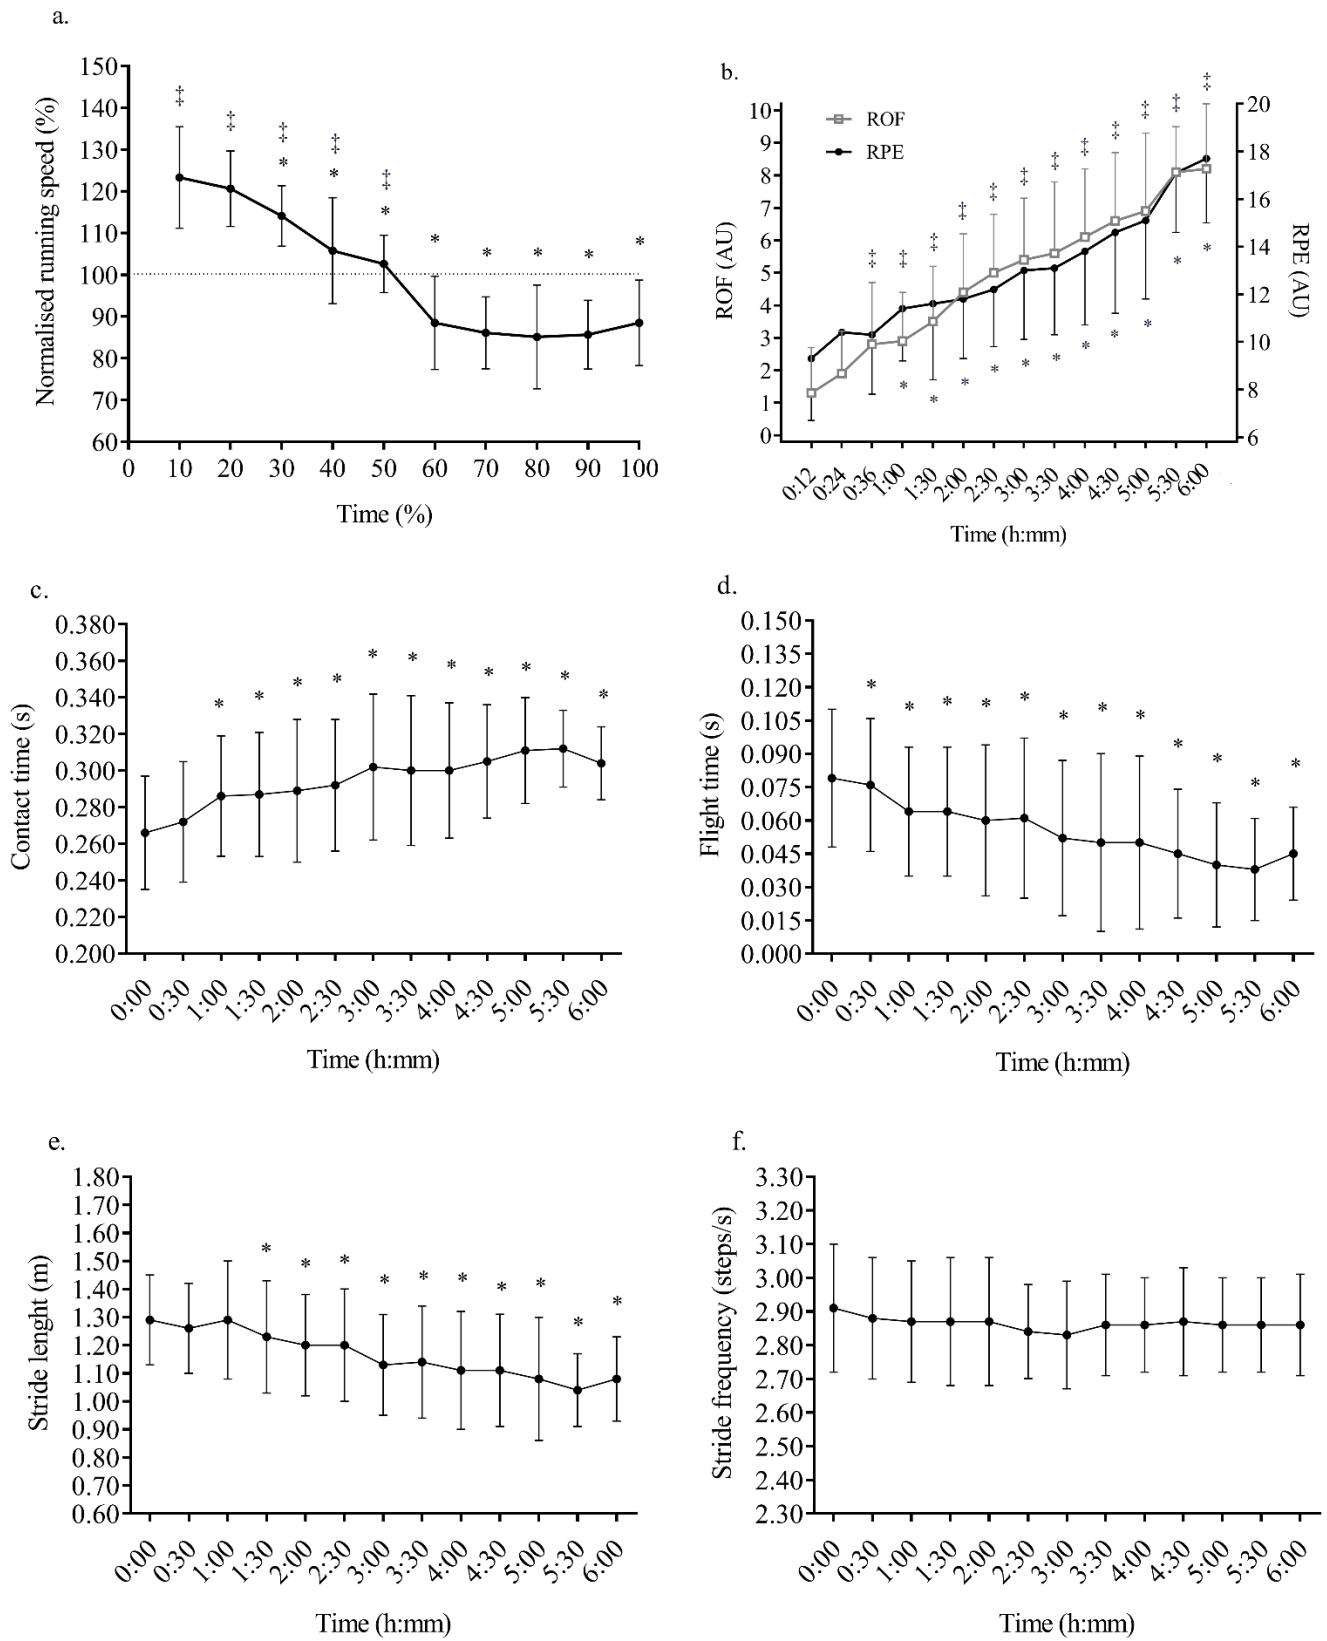 a.
Normalised running speed (%)
150
140
130
120
110
100
90
80
70
60
‡ ‡ ‡ ‡ ‡
* * * * * * * *
0 10 20 30 40 50 60 70 80 90 100
Time (%)
b.
ROF (AU)
10
9
8
7
6
5
4
3
2
1
0
ROF
RPE
‡ ‡ ‡ ‡ ‡ ‡ ‡ ‡ ‡ ‡ ‡ ‡
* * * * * * * * * * *
20
18
16
14
12
10
8
6
RPE (AU)
0:12 0:24 0:36 1:00 1:30 2:00 2:30 3:00 3:30 4:00 4:30 5:00 5:30 6:00
Time (h:mm)
c.
Contact time (s)
0.380
0.360
0.340
0.320
0.300
0.280
0.260
0.240
0.220
0.200
* * * * * * * * * * *
0:00 0:30 1:00 1:30 2:00 2:30 3:00 3:30 4:00 4:30 5:00 5:30 6:00
Time (h:mm)
d.
Flight time (s)
0.150
0.135
0.120
0.105
0.090
0.075
0.060
0.045
0.030
0.015
0.000
* * * * * * * * * * * *
0:00 0:30 1:00 1:30 2:00 2:30 3:00 3:30 4:00 4:30 5:00 5:30 6:00
Time (h:mm)
e.
Stride lenght (m)
1.80
1.70
1.60
1.50
1.40
1.30
1.20
1.10
1.00
0.90
0.80
0.70
0.60
* * * * * * * * * *
0:00 0:30 1:00 1:30 2:00 2:30 3:00 3:30 4:00 4:30 5:00 5:30 6:00
Time (h:mm)
f.
Stride frequency (steps/s)
3.30
3.20
3.10
3.00
2.90
2.80
2.70
2.60
2.50
2.40
2.30
0:00 0:30 1:00 1:30 2:00 2:30 3:00 3:30 4:00 4:30 5:00 5:30 6:00
Time (h:mm)